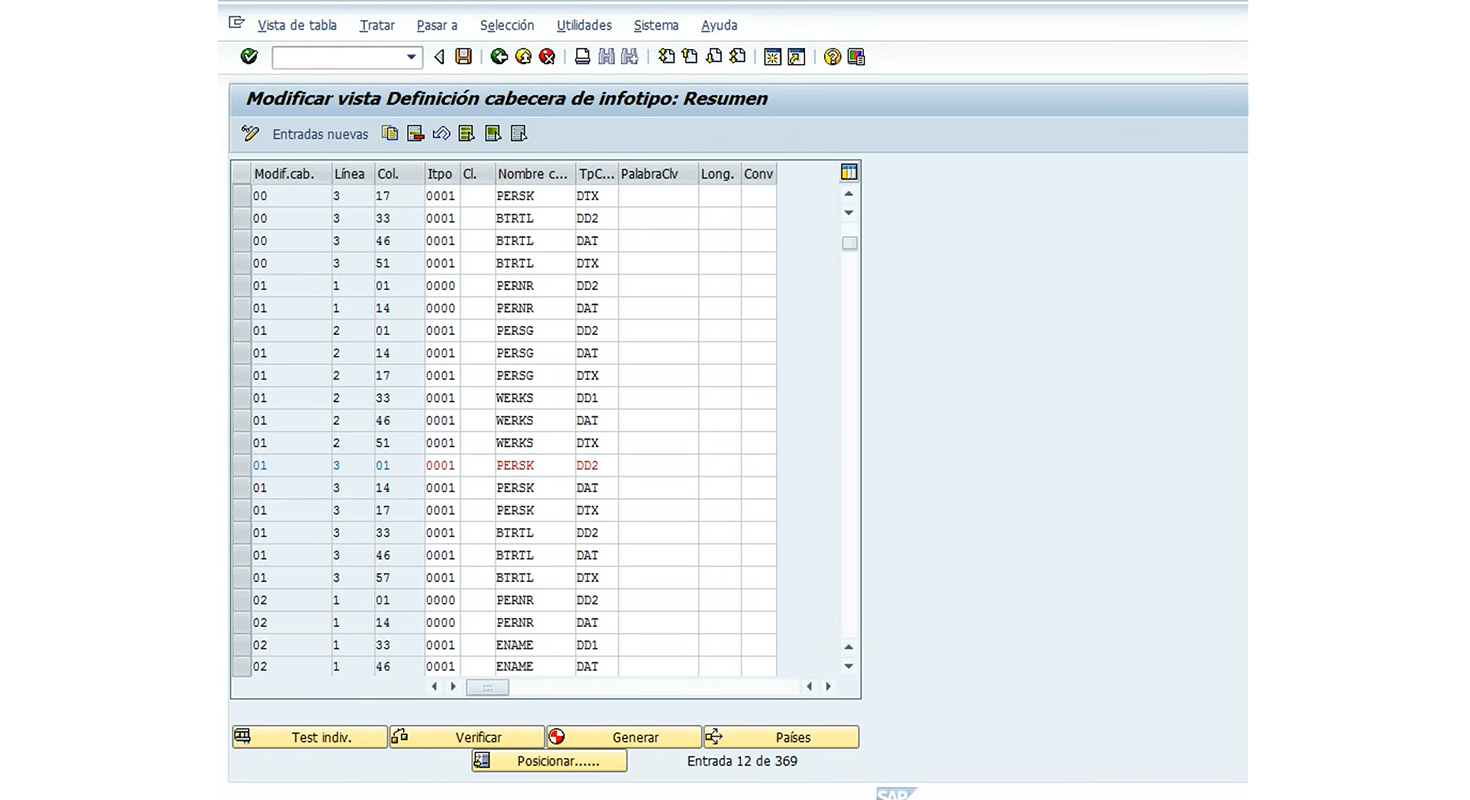 Vista de tabla Tratar Pasar a Selección Utilidades Sistema Ayuda
Modificar vista Definición cabecera de infotipo: Resumen
Entradas nuevas
Modif.cab. Línea Col. Itpo Cl. Nombre c... TpC... PalabraClv Long. Conv
00 3 17 0001 PERSK DTX
00 3 33 0001 BTRTL DD2
00 3 46 0001 BTRTL DAT
00 3 51 0001 BTRTL DTX
01 1 01 0000 PERNR DD2
01 1 14 0000 PERNR DAT
01 2 01 0001 PERSG DD2
01 2 14 0001 PERSG DAT
01 2 17 0001 PERSG DTX
01 2 33 0001 WERKS DD1
01 2 46 0001 WERKS DAT
01 2 51 0001 WERKS DTX
01 3 01 0001 PERSK DD2
01 3 14 0001 PERSK DAT
01 3 17 0001 PERSK DTX
01 3 33 0001 BTRTL DD2
01 3 46 0001 BTRTL DAT
01 3 57 0001 BTRTL DTX
02 1 01 0000 PERNR DD2
02 1 14 0000 PERNR DAT
02 1 33 0001 ENAME DD1
02 1 46 0001 ENAME DAT
Test indiv. Verificar Generar Países
Posicionar...... Entrada 12 de 369
SAP